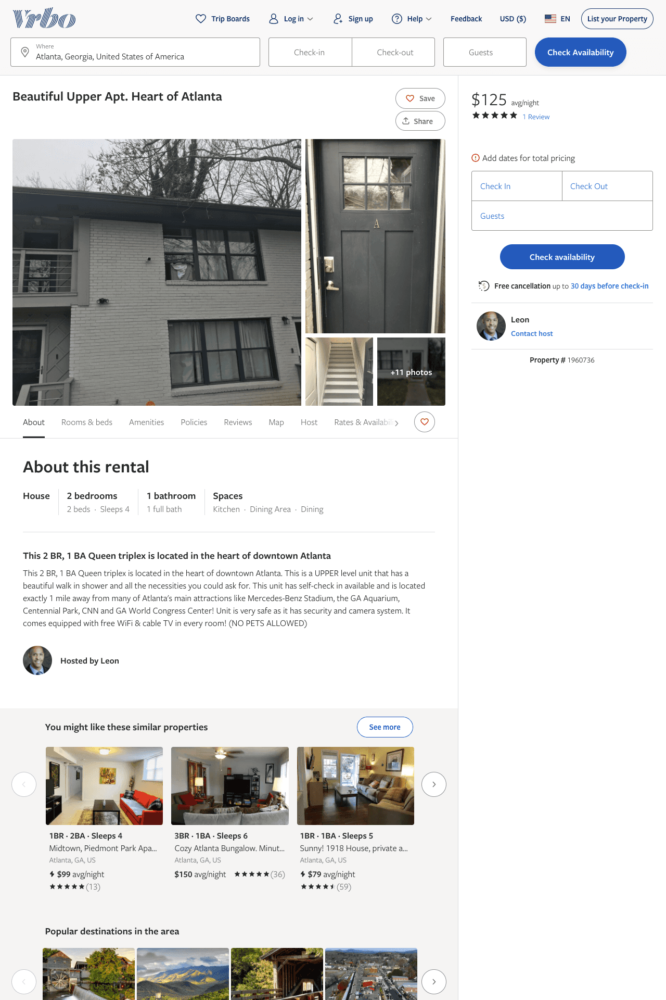 Vrbo
Trip Boards
Log in
Sign up
Help
Feedback
USD ($)
EN
List your Property
Where
Atlanta, Georgia, United States of America
Check-in
Check-out
Guests
Check Availability
Beautiful Upper Apt. Heart of Atlanta
Save
Share
A
+11 photos
$125 avg/night
1 Review
Add dates for total pricing
Check In
Check Out
Guests
Check availability
Free cancellation up to 30 days before check-in
Leon
Contact host
Property # 1960736
About
Rooms & beds
Amenities
Policies
Reviews
Map
Host
Rates & Availabili
About this rental
House
2 bedrooms
2 beds · Sleeps 4
1 bathroom
1 full bath
Spaces
Kitchen · Dining Area · Dining
This 2 BR, 1 BA Queen triplex is located in the heart of downtown Atlanta
This 2 BR, 1 BA Queen triplex is located in the heart of downtown Atlanta. This is a UPPER level unit that has a
beautiful walk in shower and all the necessities you could ask for. This unit has self-check in available and is located
exactly 1 mile away from many of Atlanta's main attractions like Mercedes-Benz Stadium, the GA Aquarium,
Centennial Park, CNN and GA World Congress Center! Unit is very safe as it has security and camera system. It
comes equipped with free WiFi & cable TV in every room! (NO PETS ALLOWED)
Hosted by Leon
You might like these similar properties
See more
1BR · 2BA · Sleeps 4
Midtown, Piedmont Park Apa...
Atlanta, GA, US
$99 avg/night
(13)
3BR · 1BA · Sleeps 6
Cozy Atlanta Bungalow. Minut...
Atlanta, GA, US
$150 avg/night
(36)
1BR · 1BA · Sleeps 5
Sunny! 1918 House, private a...
Atlanta, GA, US
$79 avg/night
(59)
Popular destinations in the area